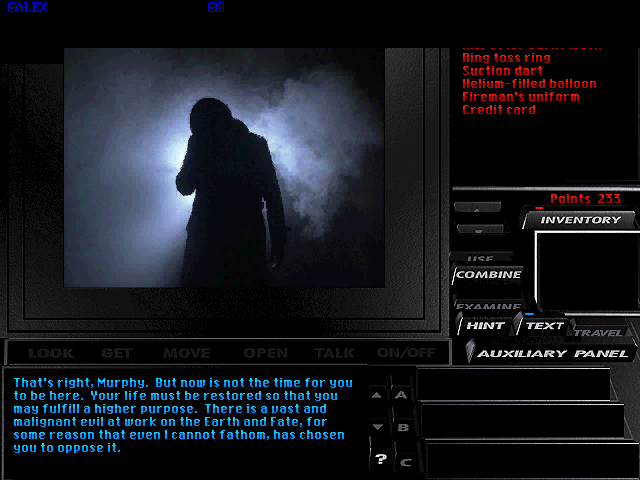 Ring toss ring
Suction dart
Helium-filled balloon
Fireman's uniform
Credit card
Points 233
INVENTORY
USE
COMBINE
EXAMINE
HINT
TEXT
TRAVEL
AUXILIARY PANEL
LOOK GET MOVE OPEN TALK ON/OFF
That's right, Murphy. But now is not the time for you
to be here. Your life must be restored so that you
may fulfill a higher purpose. There is a vast and
malignant evil at work on the Earth and Fate, for
some reason that even I cannot fathom, has chosen
you to oppose it.
A
B
?
C